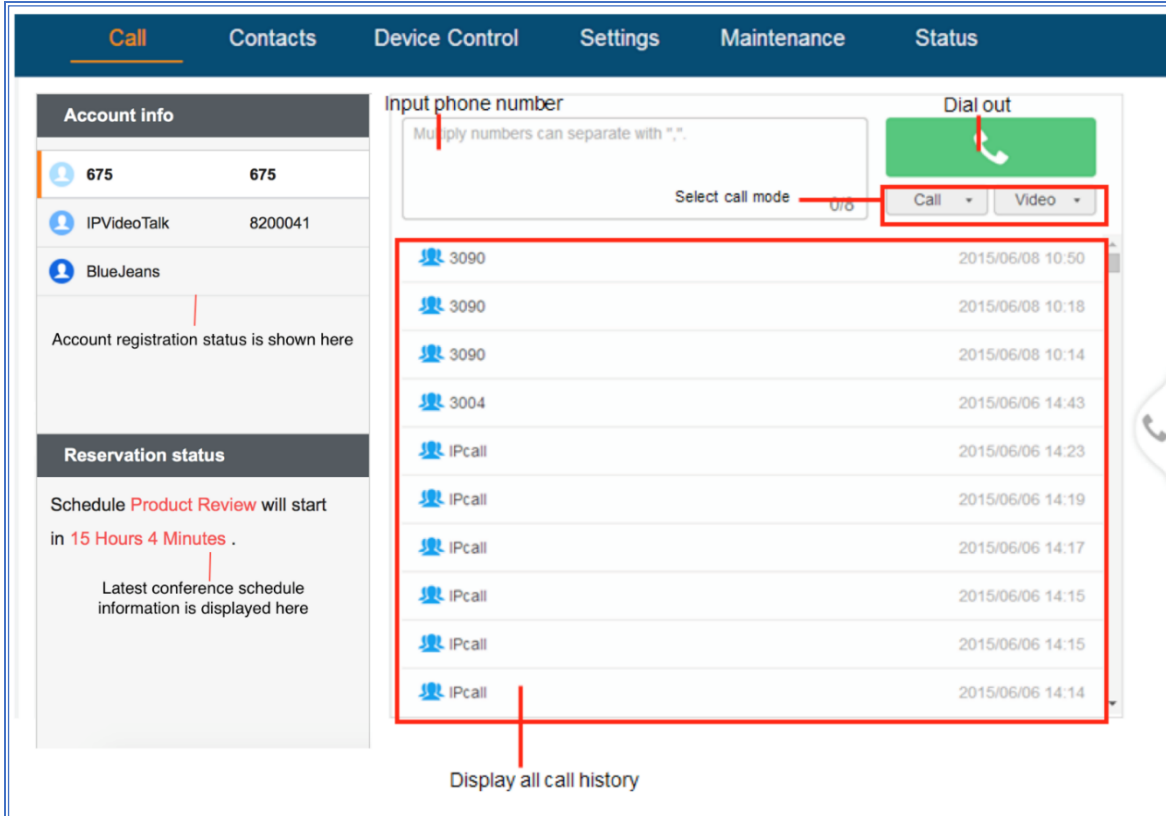 Call Contacts Device Control Settings Maintenance Status
Account info
675 675
IPVideoTalk 8200041
BlueJeans
Account registration status is shown here
Reservation status
Schedule Product Review will start
in 15 Hours 4 Minutes .
Latest conference schedule
information is displayed here
Input phone number
Multiply numbers can separate with ",".
0/8
Dial out
Select call mode
Call Video
3090 2015/06/08 10:50
3090 2015/06/08 10:18
3090 2015/06/08 10:14
3004 2015/06/06 14:43
IPcall 2015/06/06 14:23
IPcall 2015/06/06 14:19
IPcall 2015/06/06 14:17
IPcall 2015/06/06 14:15
IPcall 2015/06/06 14:15
IPcall 2015/06/06 14:14
Display all call history